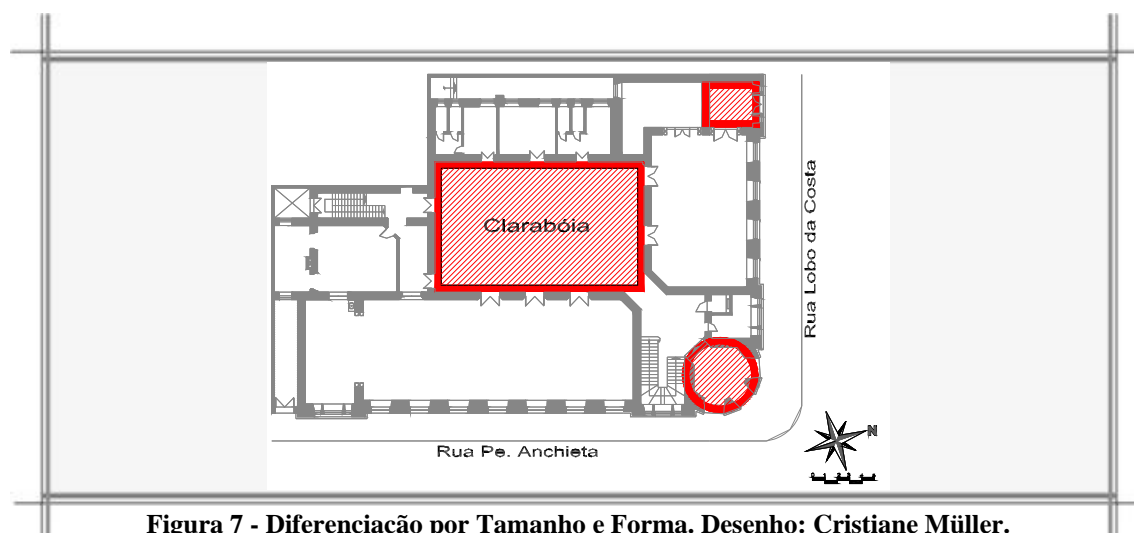 Clarabóia
Rua Lobo da Costa
Rua Pe. Anchieta
N
Figura 7 - Diferenciação por Tamanho e Forma. Desenho: Cristiane Müller.